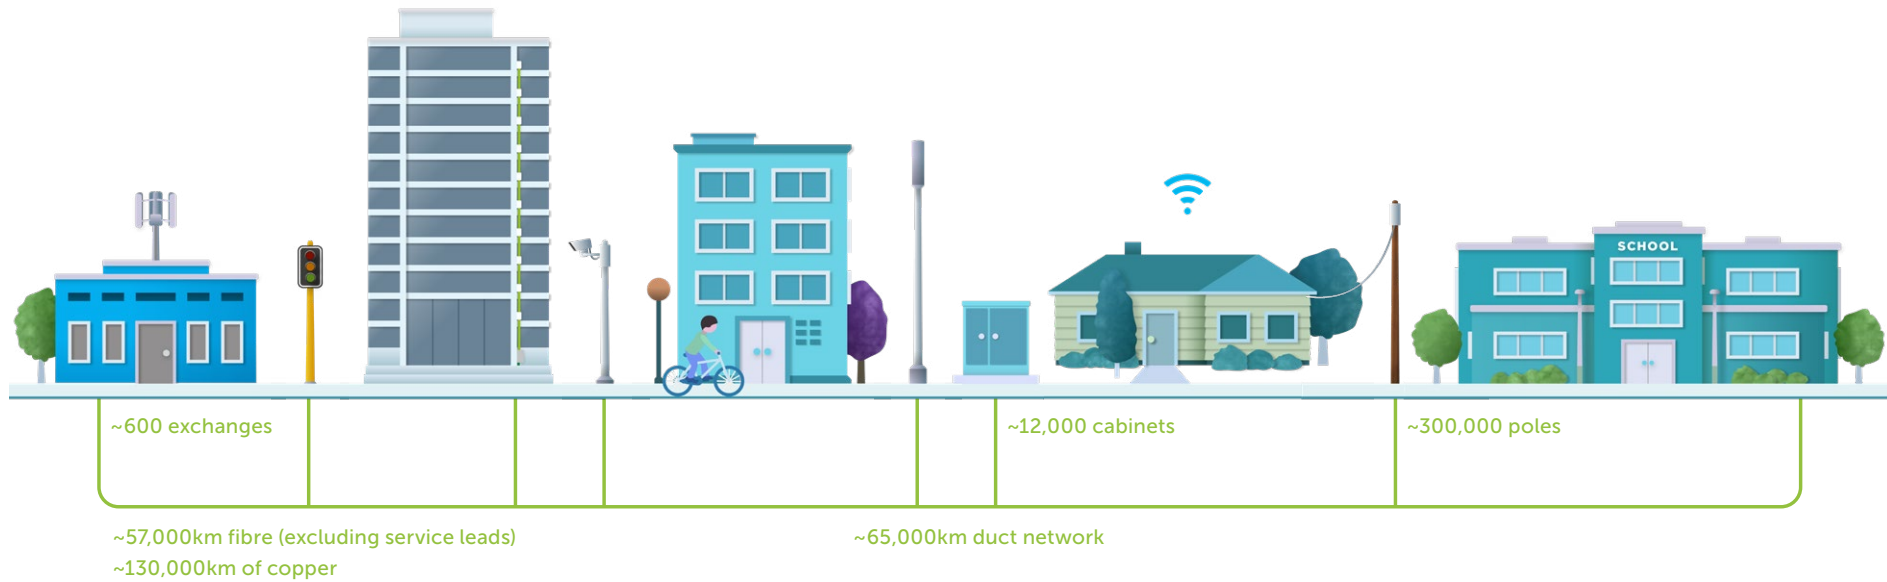 SCHOOL
~600 exchanges
~12,000 cabinets
~300,000 poles
~57,000km fibre (excluding service leads)
~130,000km of copper
~65,000km duct network